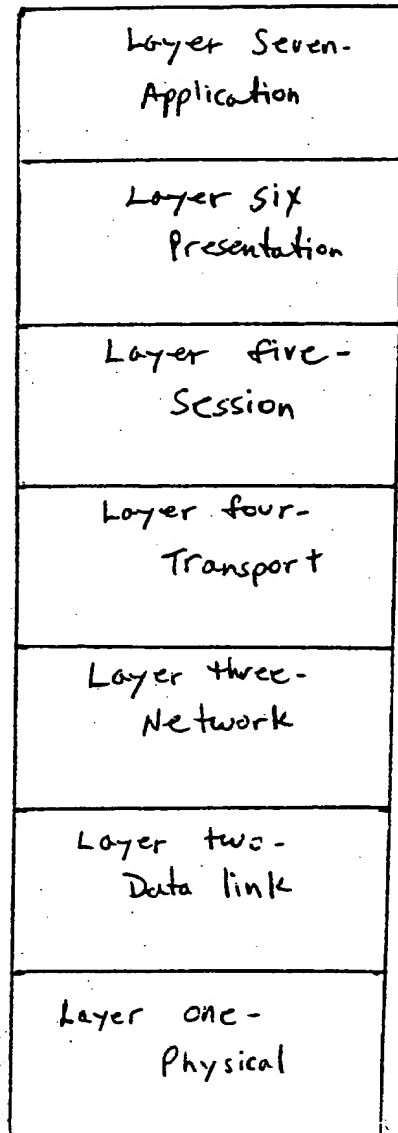 Layer Seven-
Application
Layer six
Presentation
Layer five-
Session
Layer four-
Transport
Layer three-
Network
Layer two-
Data link
Layer one-
Physical